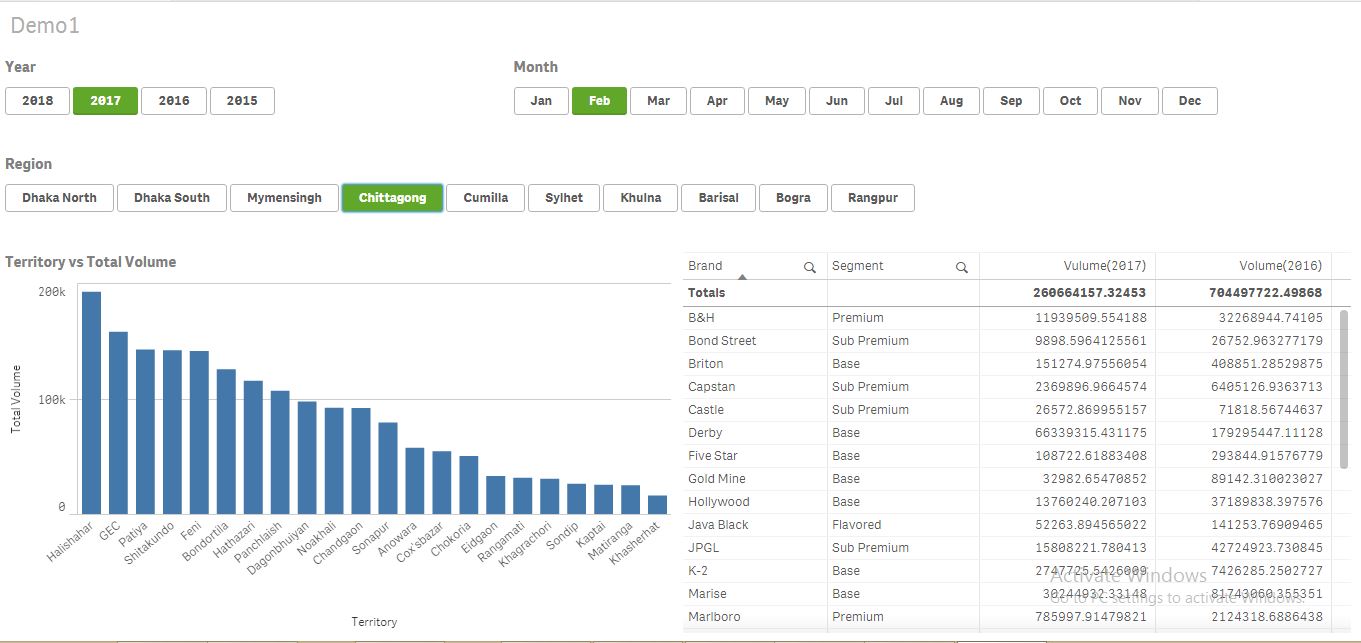 Demo1
Year
Month
2018 2017 2016 2015
Jan Feb Mar Apr May Jun Jul Aug Sep Oct Nov Dec
Region
Dhaka North Dhaka South Mymensingh Chittagong Cumilla Sylhet Khulna Barisal Bogra Rangpur
Territory vs Total Volume
200k
100k
0
Total Volume
Halishahar GEC Patiya Shitakundo Feni Bondortila Hathazari Panchlaish Dagonbhuiyan Noakhali Chandgaon Sonapur Anowara Cox'sbazar Chokoria Eidgaon Rangamati Khagrachori Sondip Kaptai Matiranga Khasherhat
Territory
Brand Segment Vulume(2017) Volume(2016)
Totals 260664157.32453 704497722.49868
B&H Premium 11939509.554188 32268944.74105
Bond Street Sub Premium 9898.5964125561 26752.963277179
Briton Base 151274.97556054 408851.28529875
Capstan Sub Premium 2369896.9664574 6405126.9363713
Castle Sub Premium 26572.869955157 71818.56744637
Derby Base 66339315.431175 179295447.11128
Five Star Base 108722.61883408 293844.91576779
Gold Mine Base 32982.65470852 89142.310023027
Hollywood Base 13760240.207103 37189838.397576
Java Black Flavored 52263.894565022 141253.76909465
JPGL Sub Premium 15808221.780413 42724923.730845
K-2 Base 2747725.5426009 7426285.2502727
Marise Base 30244932.33148 81743060.355351
Marlboro Premium 785997.91479821 2124318.6886438
Activate Windows
Go to PC settings to activate Windows.